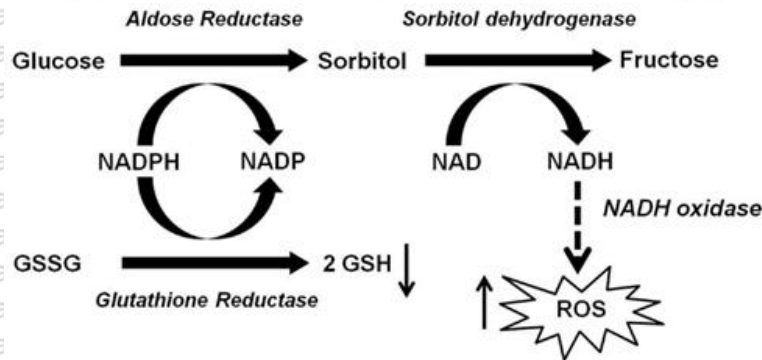 Aldose Reductase Sorbitol dehydrogenase
Glucose Sorbitol Fructose
NADPH NADP NAD NADH
NADH oxidase
GSSG 2 GSH
ROS
Glutathione Reductase